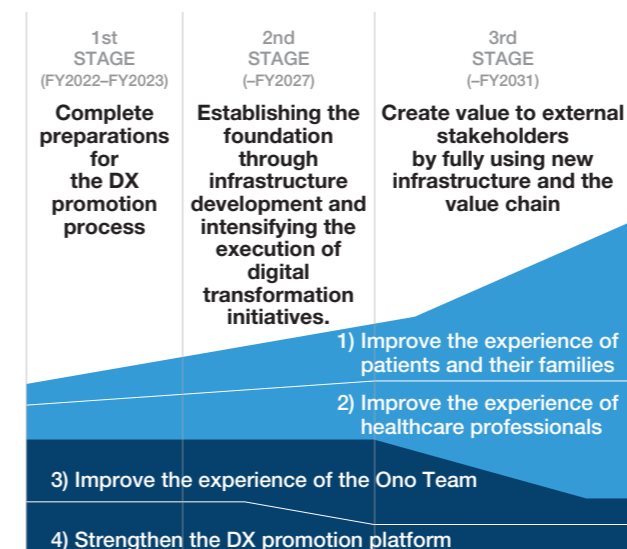 1st
STAGE
(FY2022–FY2023)
Complete
preparations
for
the DX
promotion
process
2nd
STAGE
(–FY2027)
Establishing the
foundation
through
infrastructure
development and
intensifying the
execution of
digital
transformation
initiatives.
3rd
STAGE
(–FY2031)
Create value to external
stakeholders
by fully using new
infrastructure and the
value chain
1) Improve the experience of
patients and their families
2) Improve the experience of
healthcare professionals
3) Improve the experience of the Ono Team
4) Strengthen the DX promotion platform